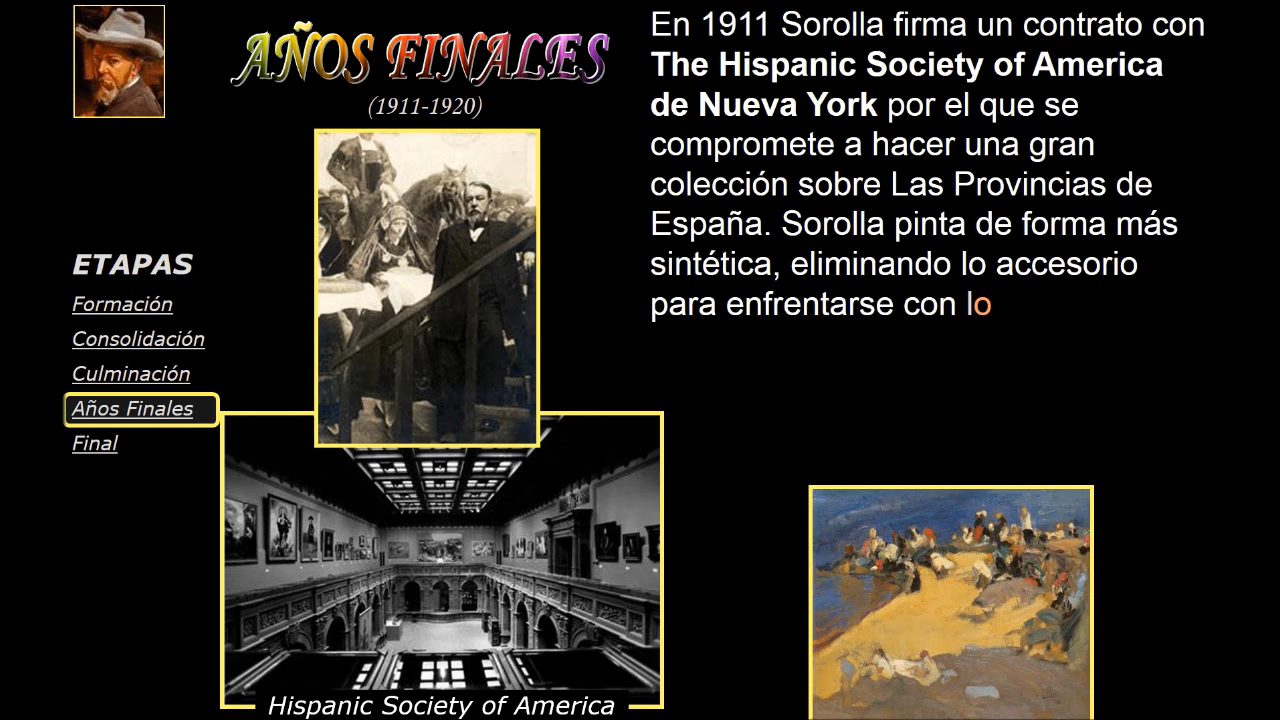 AÑOS FINALES
(1911-1920)
En 1911 Sorolla firma un contrato con
The Hispanic Society of America
de Nueva York por el que se
compromete a hacer una gran
colección sobre Las Provincias de
España. Sorolla pinta de forma más
sintética, eliminando lo accesorio
para enfrentarse con lo
ETAPAS
Formación
Consolidación
Culminación
Años Finales
Final
Hispanic Society of America